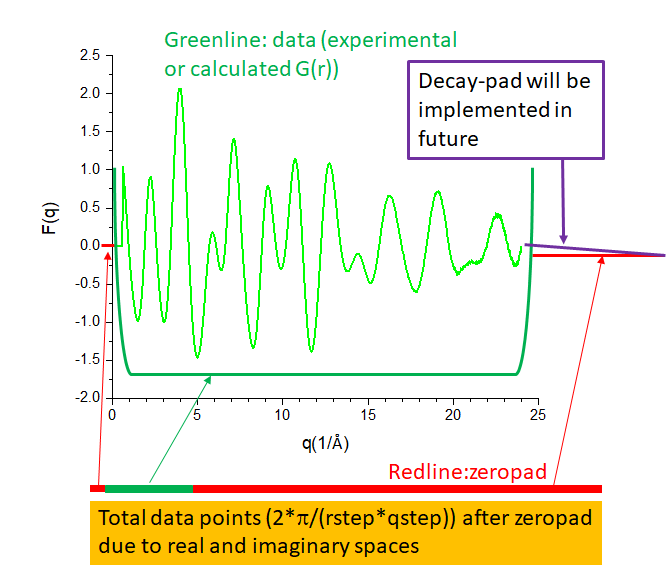 Greenline: data (experimental
or calculated G(r))
Decay-pad will be
implemented in
future
2.5
2.0
1.5
1.0
0.5
0.0
-0.5
-1.0
-1.5
-2.0
F(q)
0 5 10 15 20 25
q(1/Å)
Redline:zeropad
Total data points (2*π/(rstep*qstep)) after zeropad
due to real and imaginary spaces